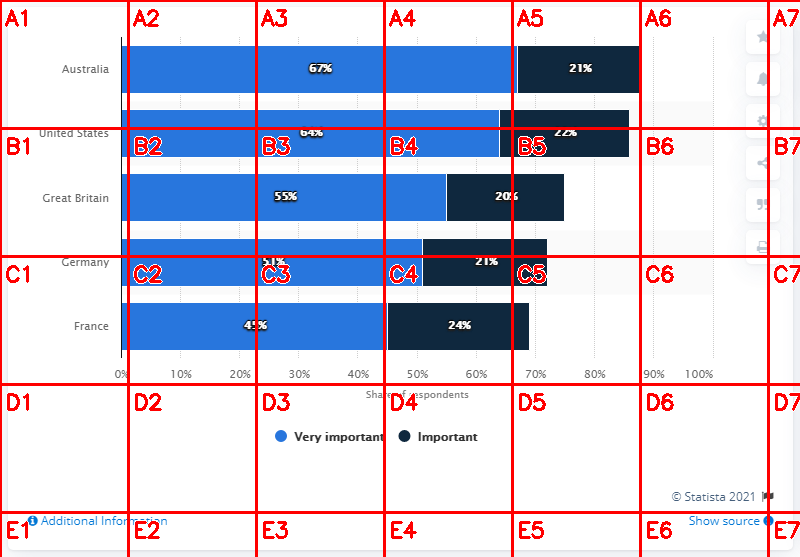 Australia 67% 21%
United States 64% 22%
Great Britain 55% 20%
Germany 51% 21%
France 45% 24%
0% 10% 20% 30% 40% 50% 60% 70% 80% 90% 100%
Share of respondents
Very important Important
© Statista 2021
Additional Information Show source
A1 A2 A3 A4 A5 A6 A7
B1 B2 B3 B4 B5 B6 B7
C1 C2 C3 C4 C5 C6 C7
D1 D2 D3 D4 D5 D6 D7
E1 E2 E3 E4 E5 E6 E7